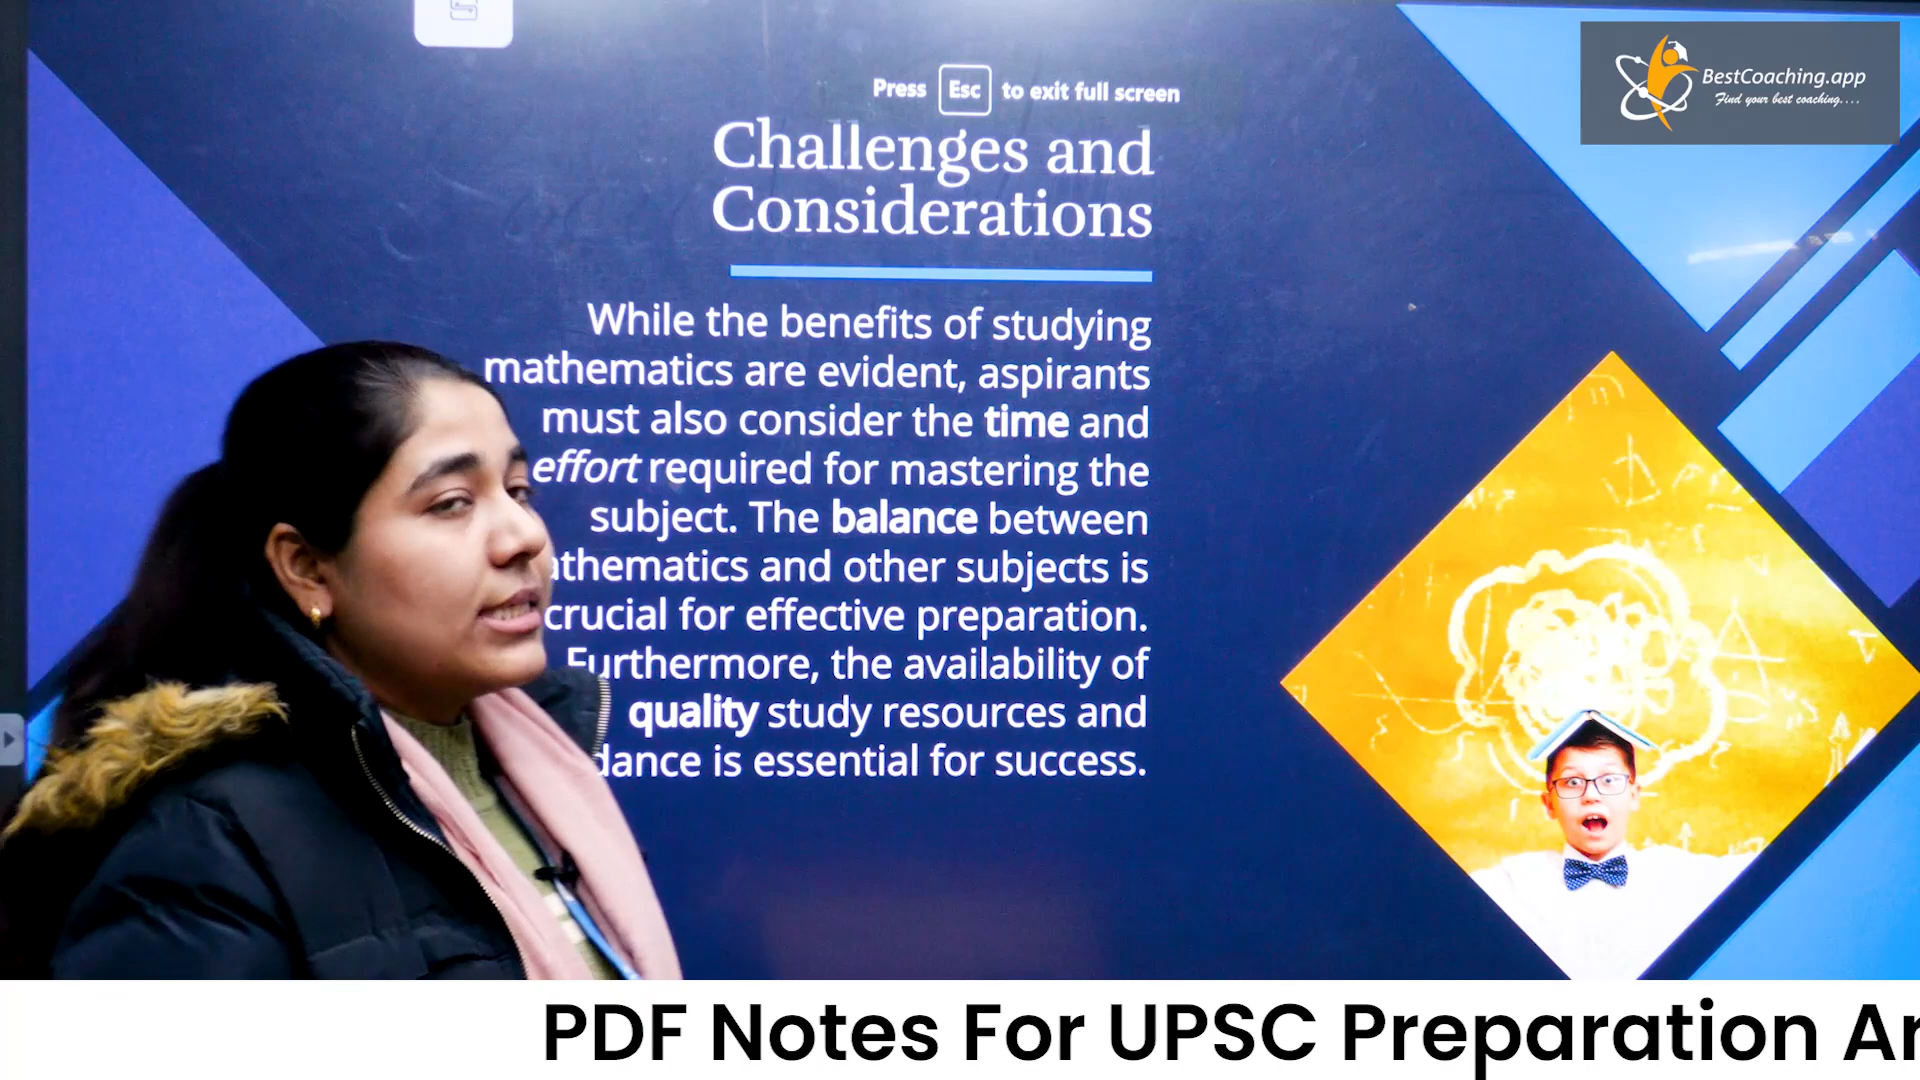 Press Esc to exit full screen
BestCoaching.app
Find your best coaching....
Challenges and
Considerations
While the benefits of studying
mathematics are evident, aspirants
must also consider the time and
effort required for mastering the
subject. The balance between
athematics and other subjects is
crucial for effective preparation.
Furthermore, the availability of
quality study resources and
dance is essential for success.
PDF Notes For UPSC Preparation Ar